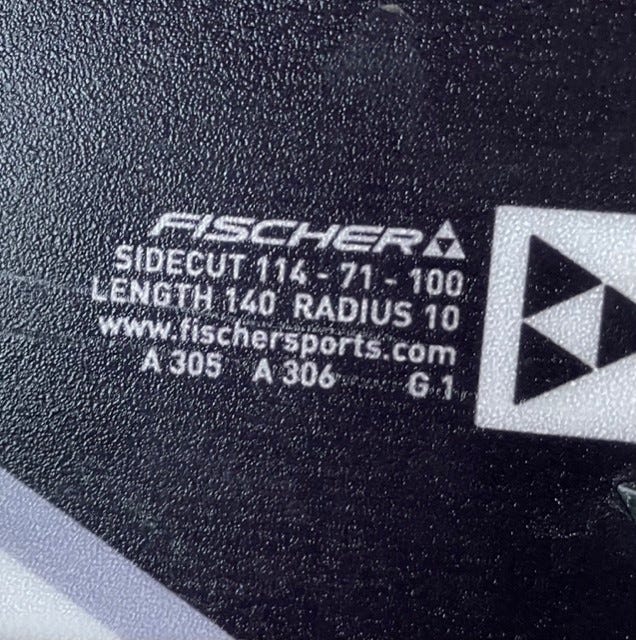 FISCHER
SIDECUT 114 - 71 - 100
LENGTH 140 RADIUS 10
www.fischersports.com
A 305 A 306 G 1